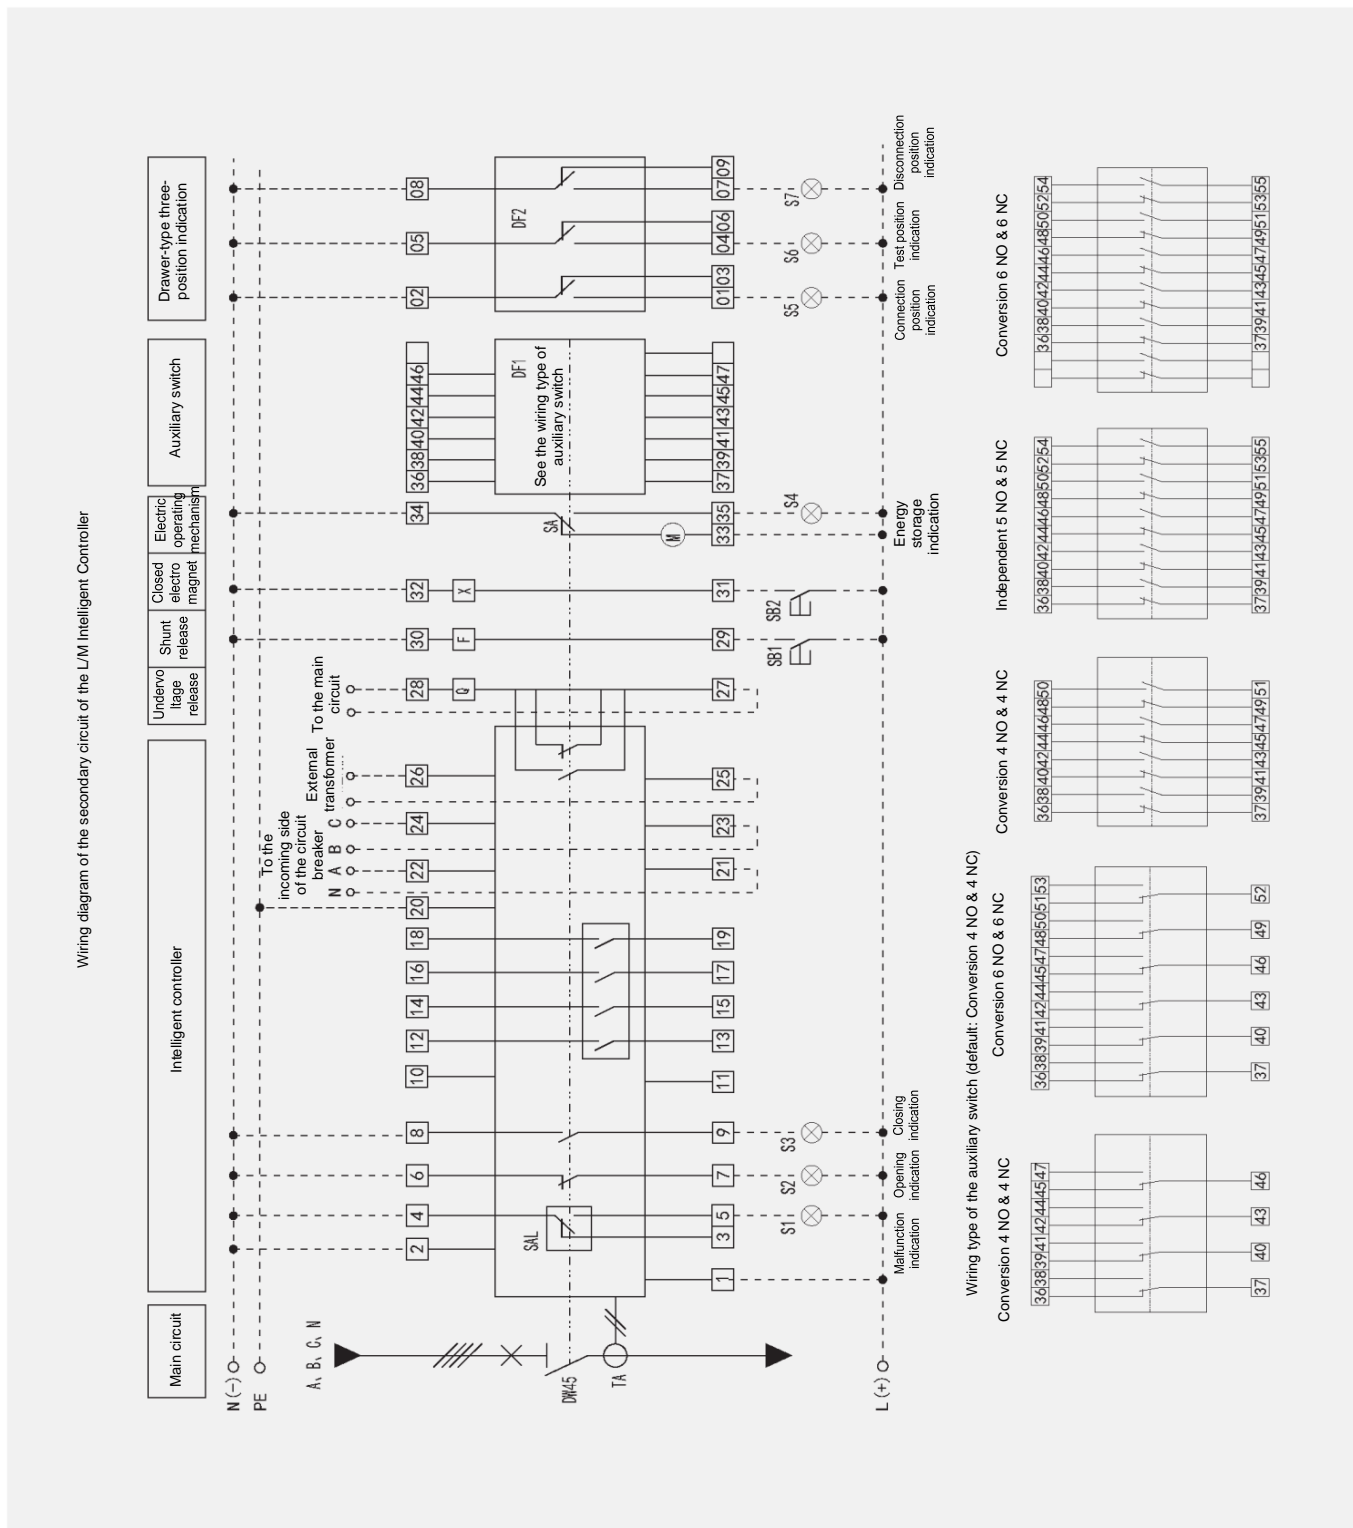 Wiring diagram of the secondary circuit of the L/M Intelligent Controller
Main circuit
Intelligent controller
Undervo
ltage
release
Shunt
release
Closed
electro
magnet
Electric
operating
mechanism
Auxiliary switch
Drawer-type three-
position indication
N (-)
PE
A、B、C、N
To the
incoming side
of the circuit
breaker
N A B C
External
transformer
To the main
circuit
2 4 6 8 10 12 14 16 18 20 22 24 26 28 30 32 34 36 38 40 42 44 46 02 05 08
Q F X
DW45
TA
SAL
SA
M
DF1
See the wiring type of
auxiliary switch
DF2
1 3 5 7 9 11 13 15 17 19 21 23 25 27 29 31 33 35 37 39 41 43 45 47 01 03 04 06 07 09
S1 S2 S3 SB1 SB2 S4 S5 S6 S7
L (+)
Malfunction
indication
Opening
indication
Closing
indication
Energy
storage
indication
Connection
position
indication
Test position
indication
Disconnection
position
indication
Wiring type of the auxiliary switch (default: Conversion 4 NO & 4 NC)
Conversion 4 NO & 4 NC
36 38 39 41 42 44 45 47
37 40 43 46
Conversion 6 NO & 6 NC
36 38 39 41 42 44 45 47 48 50 51 53
37 40 43 46 49 52
Conversion 4 NO & 4 NC
36 38 40 42 44 46 48 50
37 39 41 43 45 47 49 51
Independent 5 NO & 5 NC
36 38 40 42 44 46 48 50 52 54
37 39 41 43 45 47 49 51 53 55
Conversion 6 NO & 6 NC
36 38 40 42 44 46 48 50 52 54
37 39 41 43 45 47 49 51 53 55